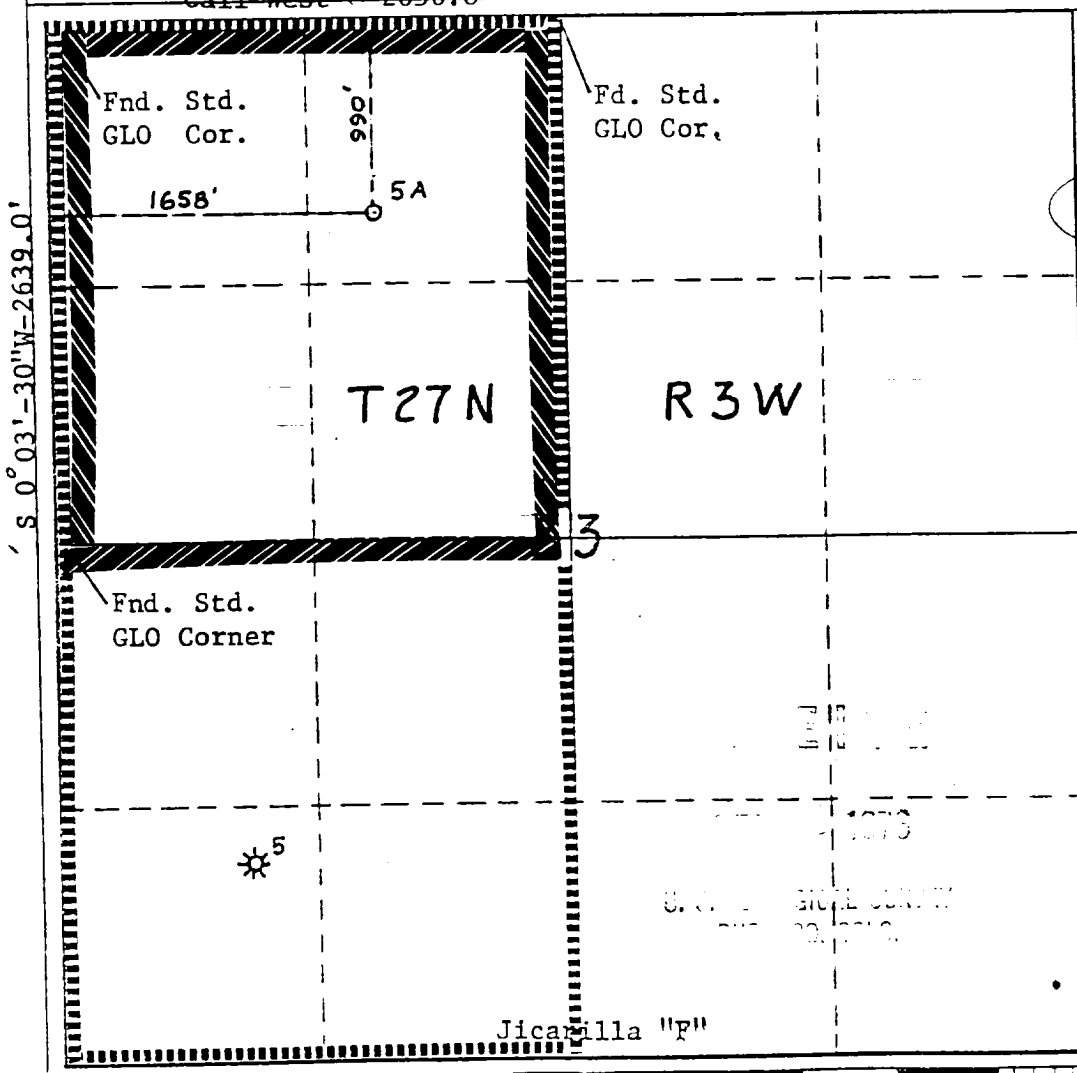 Fnd. Std.
GLO Cor.
Fd. Std.
GLO Cor.
990'
5A
1658'
S 0°03'-30"W-2639.0'
T27N
R3W
3
Fnd. Std.
GLO Corner
5
Jicarilla "F"